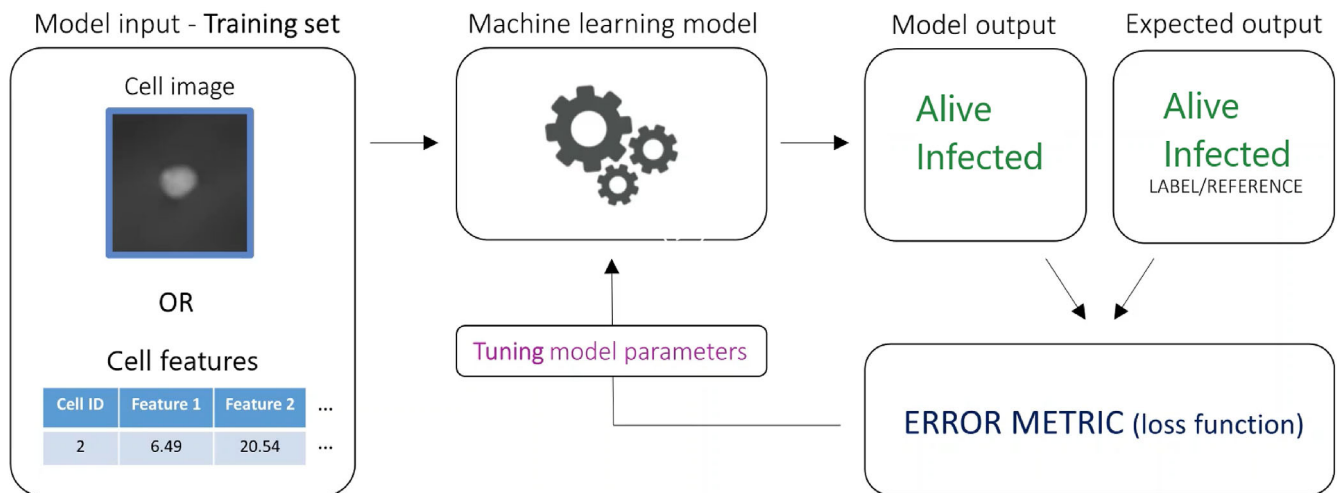 Model input - Training set
Cell image
OR
Cell features
Cell ID Feature 1 Feature 2 ...
2 6.49 20.54 ...
Machine learning model
Tuning model parameters
Model output
Alive
Infected
Expected output
Alive
Infected
LABEL/REFERENCE
ERROR METRIC (loss function)